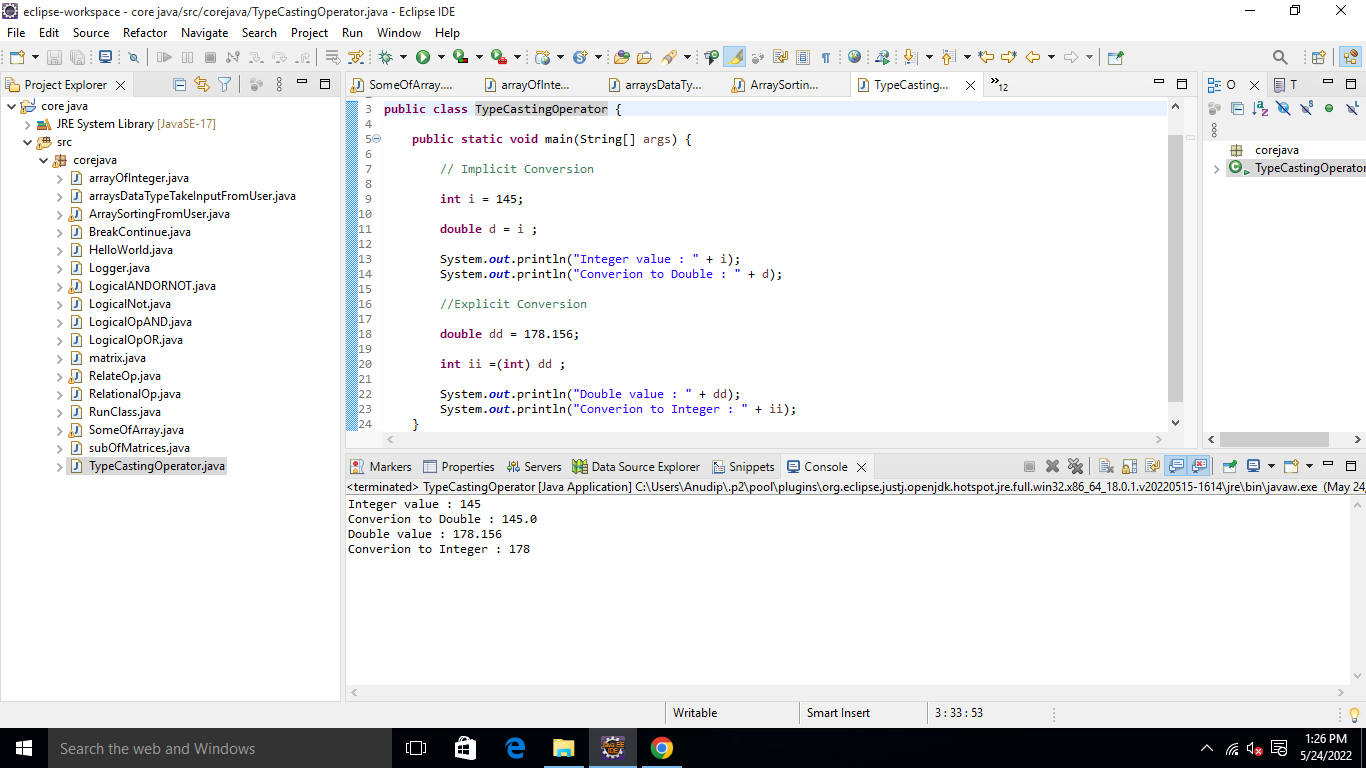 eclipse-workspace - core java/src/corejava/TypeCastingOperator.java - Eclipse IDE
File Edit Source Refactor Navigate Search Project Run Window Help
Project Explorer
core java
JRE System Library [JavaSE-17]
src
corejava
arrayOfInteger.java
arraysDataTypeTakeInputFromUser.java
ArraySortingFromUser.java
BreakContinue.java
HelloWorld.java
Logger.java
LogicalANDORNOT.java
LogicalNot.java
LogicalOpAND.java
LogicalOpOR.java
matrix.java
RelateOp.java
RelationalOp.java
RunClass.java
SomeOfArray.java
subOfMatrices.java
TypeCastingOperator.java
SomeOfArray.... arrayOfInte... arraysDataTy... ArraySortin... TypeCasting... »12
3 public class TypeCastingOperator {
4
5 public static void main(String[] args) {
6
7 // Implicit Conversion
8
9 int i = 145;
10
11 double d = i ;
12
13 System.out.println("Integer value : " + i);
14 System.out.println("Converion to Double : " + d);
15
16 //Explicit Conversion
17
18 double dd = 178.156;
19
20 int ii =(int) dd ;
21
22 System.out.println("Double value : " + dd);
23 System.out.println("Converion to Integer : " + ii);
24 }
O T
corejava
TypeCastingOperator
Markers Properties Servers Data Source Explorer Snippets Console
<terminated> TypeCastingOperator [Java Application] C:\Users\Anudip\.p2\pool\plugins\org.eclipse.justj.openjdk.hotspot.jre.full.win32.x86_64_18.0.1.v20220515-1614\jre\bin\javaw.exe (May 24,
Integer value : 145
Converion to Double : 145.0
Double value : 178.156
Converion to Integer : 178
Writable Smart Insert 3 : 33 : 53
Search the web and Windows
1:26 PM
5/24/2022